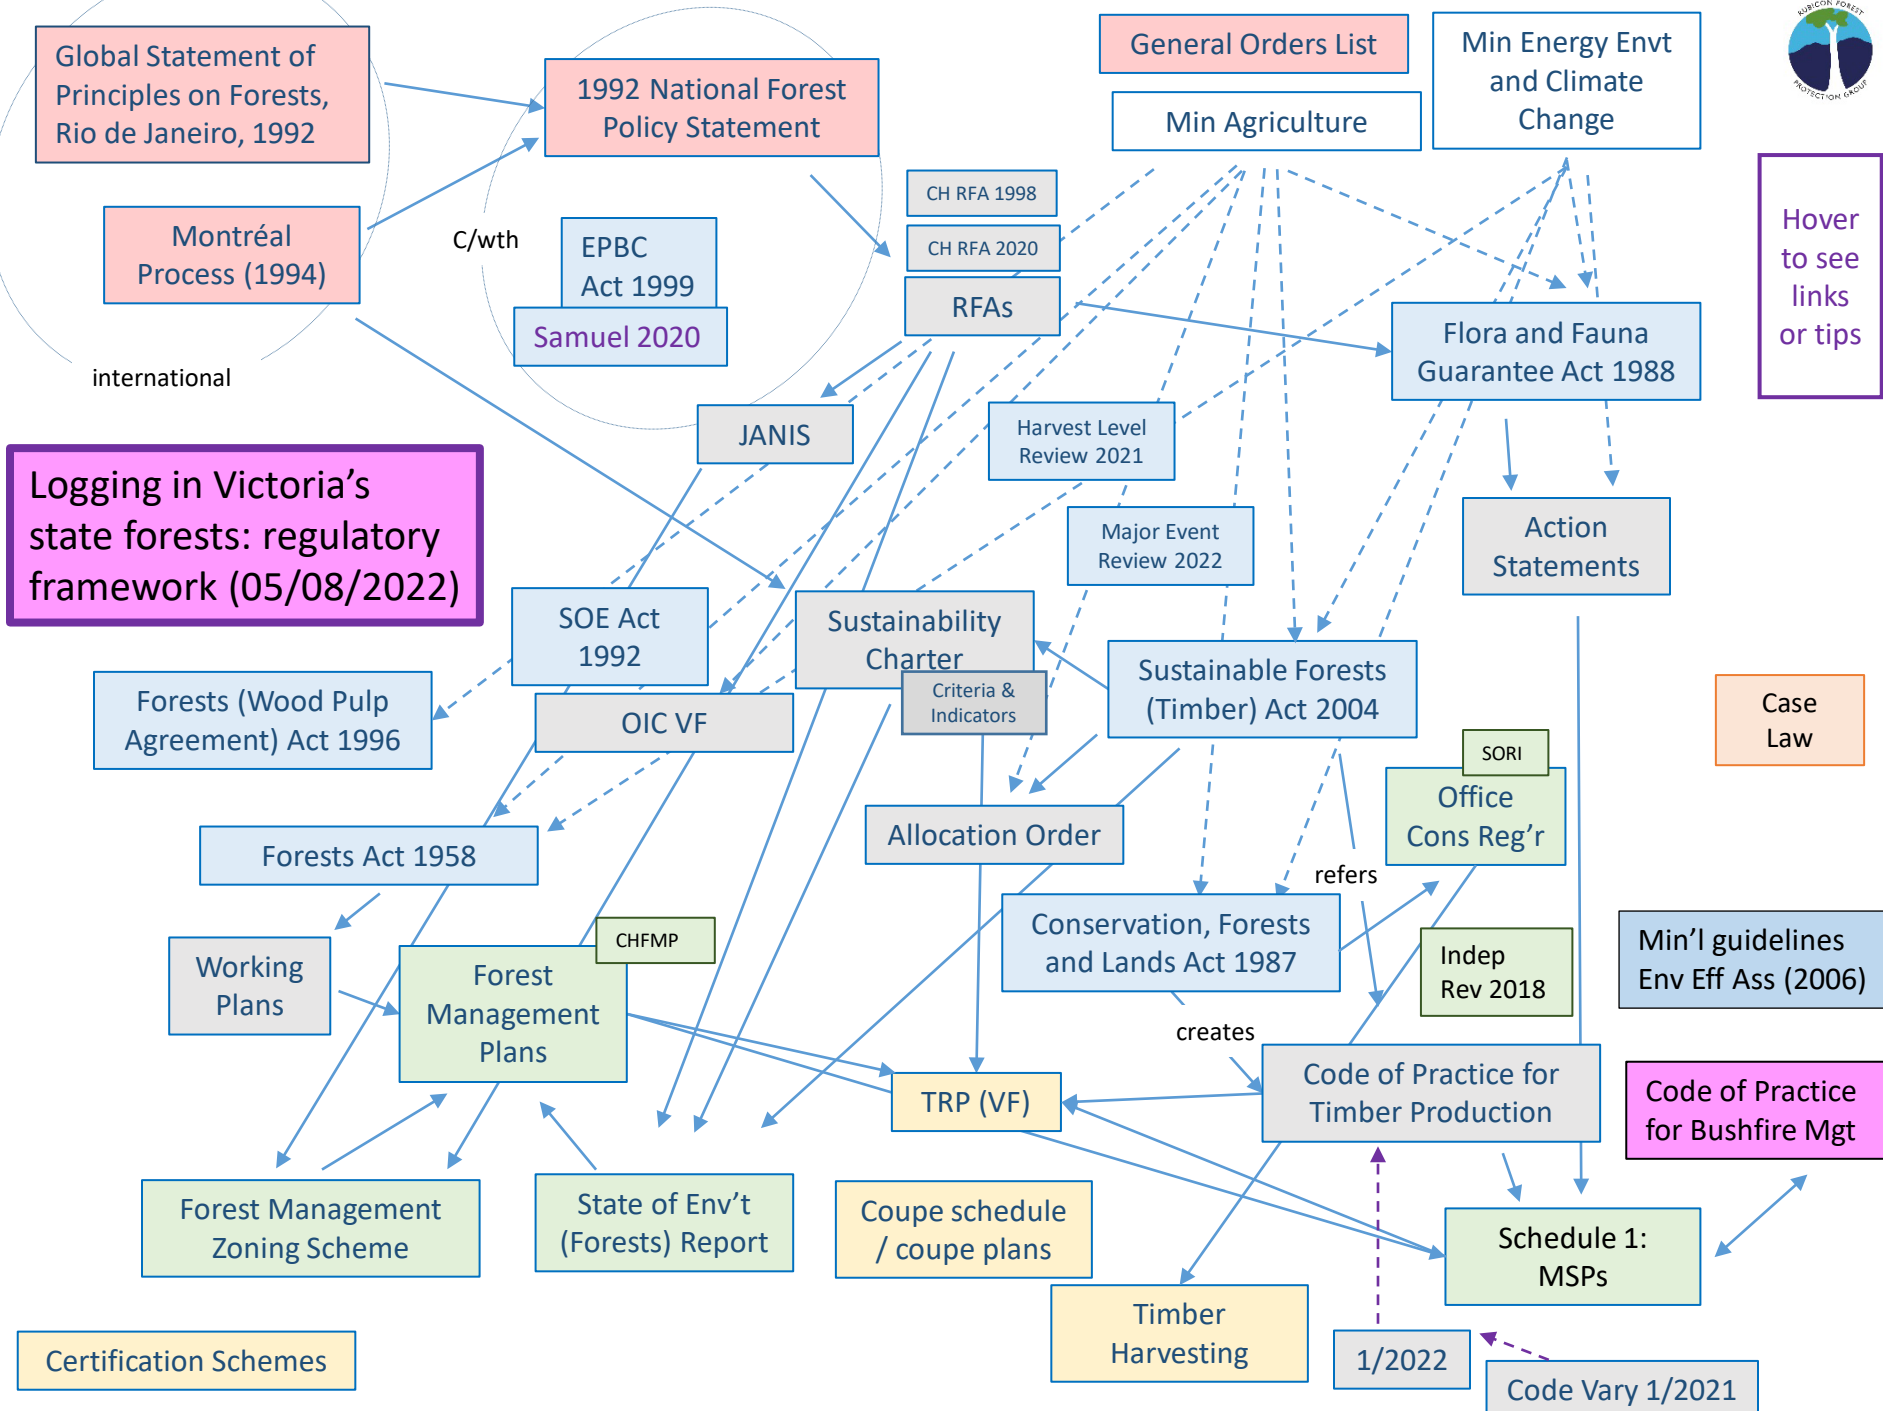 Global Statement of
Principles on Forests,
Rio de Janeiro, 1992
1992 National Forest
Policy Statement
General Orders List
Min Agriculture
Min Energy Envt
and Climate
Change
RUBICON FOREST
PROTECTION GROUP
Hover
to see
links
or tips
Montréal
Process (1994)
international
C/wth
EPBC
Act 1999
Samuel 2020
CH RFA 1998
CH RFA 2020
RFAs
Flora and Fauna
Guarantee Act 1988
JANIS
Harvest Level
Review 2021
Major Event
Review 2022
Action
Statements
Logging in Victoria’s
state forests: regulatory
framework (05/08/2022)
SOE Act
1992
Sustainability
Charter
Criteria &
Indicators
Sustainable Forests
(Timber) Act 2004
Forests (Wood Pulp
Agreement) Act 1996
OIC VF
Case
Law
SORI
Office
Cons Reg’r
Allocation Order
Forests Act 1958
refers
Conservation, Forests
and Lands Act 1987
Working
Plans
CHFMP
Forest
Management
Plans
Indep
Rev 2018
Min’l guidelines
Env Eff Ass (2006)
creates
TRP (VF)
Code of Practice for
Timber Production
Code of Practice
for Bushfire Mgt
Forest Management
Zoning Scheme
State of Env’t
(Forests) Report
Coupe schedule
/ coupe plans
Schedule 1:
MSPs
Timber
Harvesting
Certification Schemes
1/2022
Code Vary 1/2021